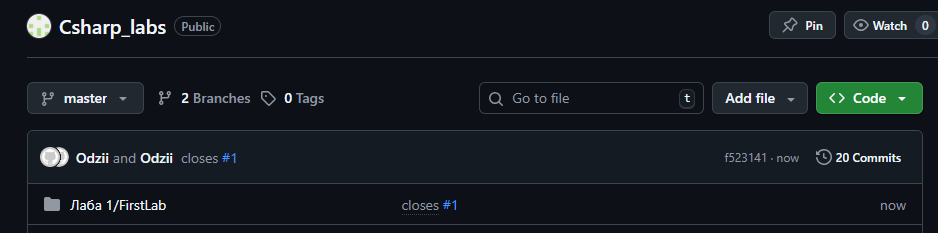 Csharp_labs Public Pin Watch 0
master 2 Branches 0 Tags Go to file t Add file Code
Odzii and Odzii closes #1 f523141 · now 20 Commits
Лаба 1/FirstLab closes #1 now